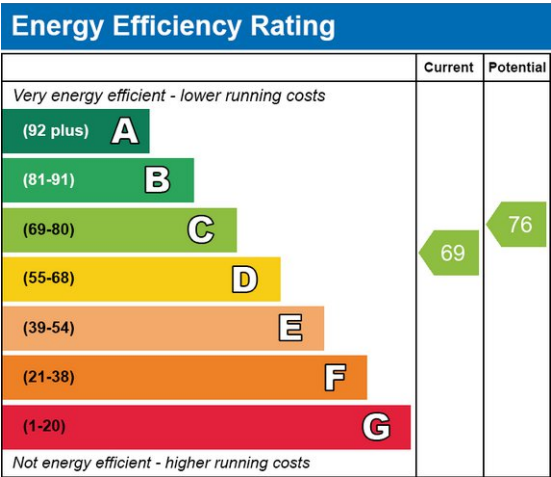 Energy Efficiency Rating
Current Potential
Very energy efficient - lower running costs
(92 plus) A
(81-91) B
(69-80) C
76
69
(55-68) D
(39-54) E
(21-38) F
(1-20) G
Not energy efficient - higher running costs